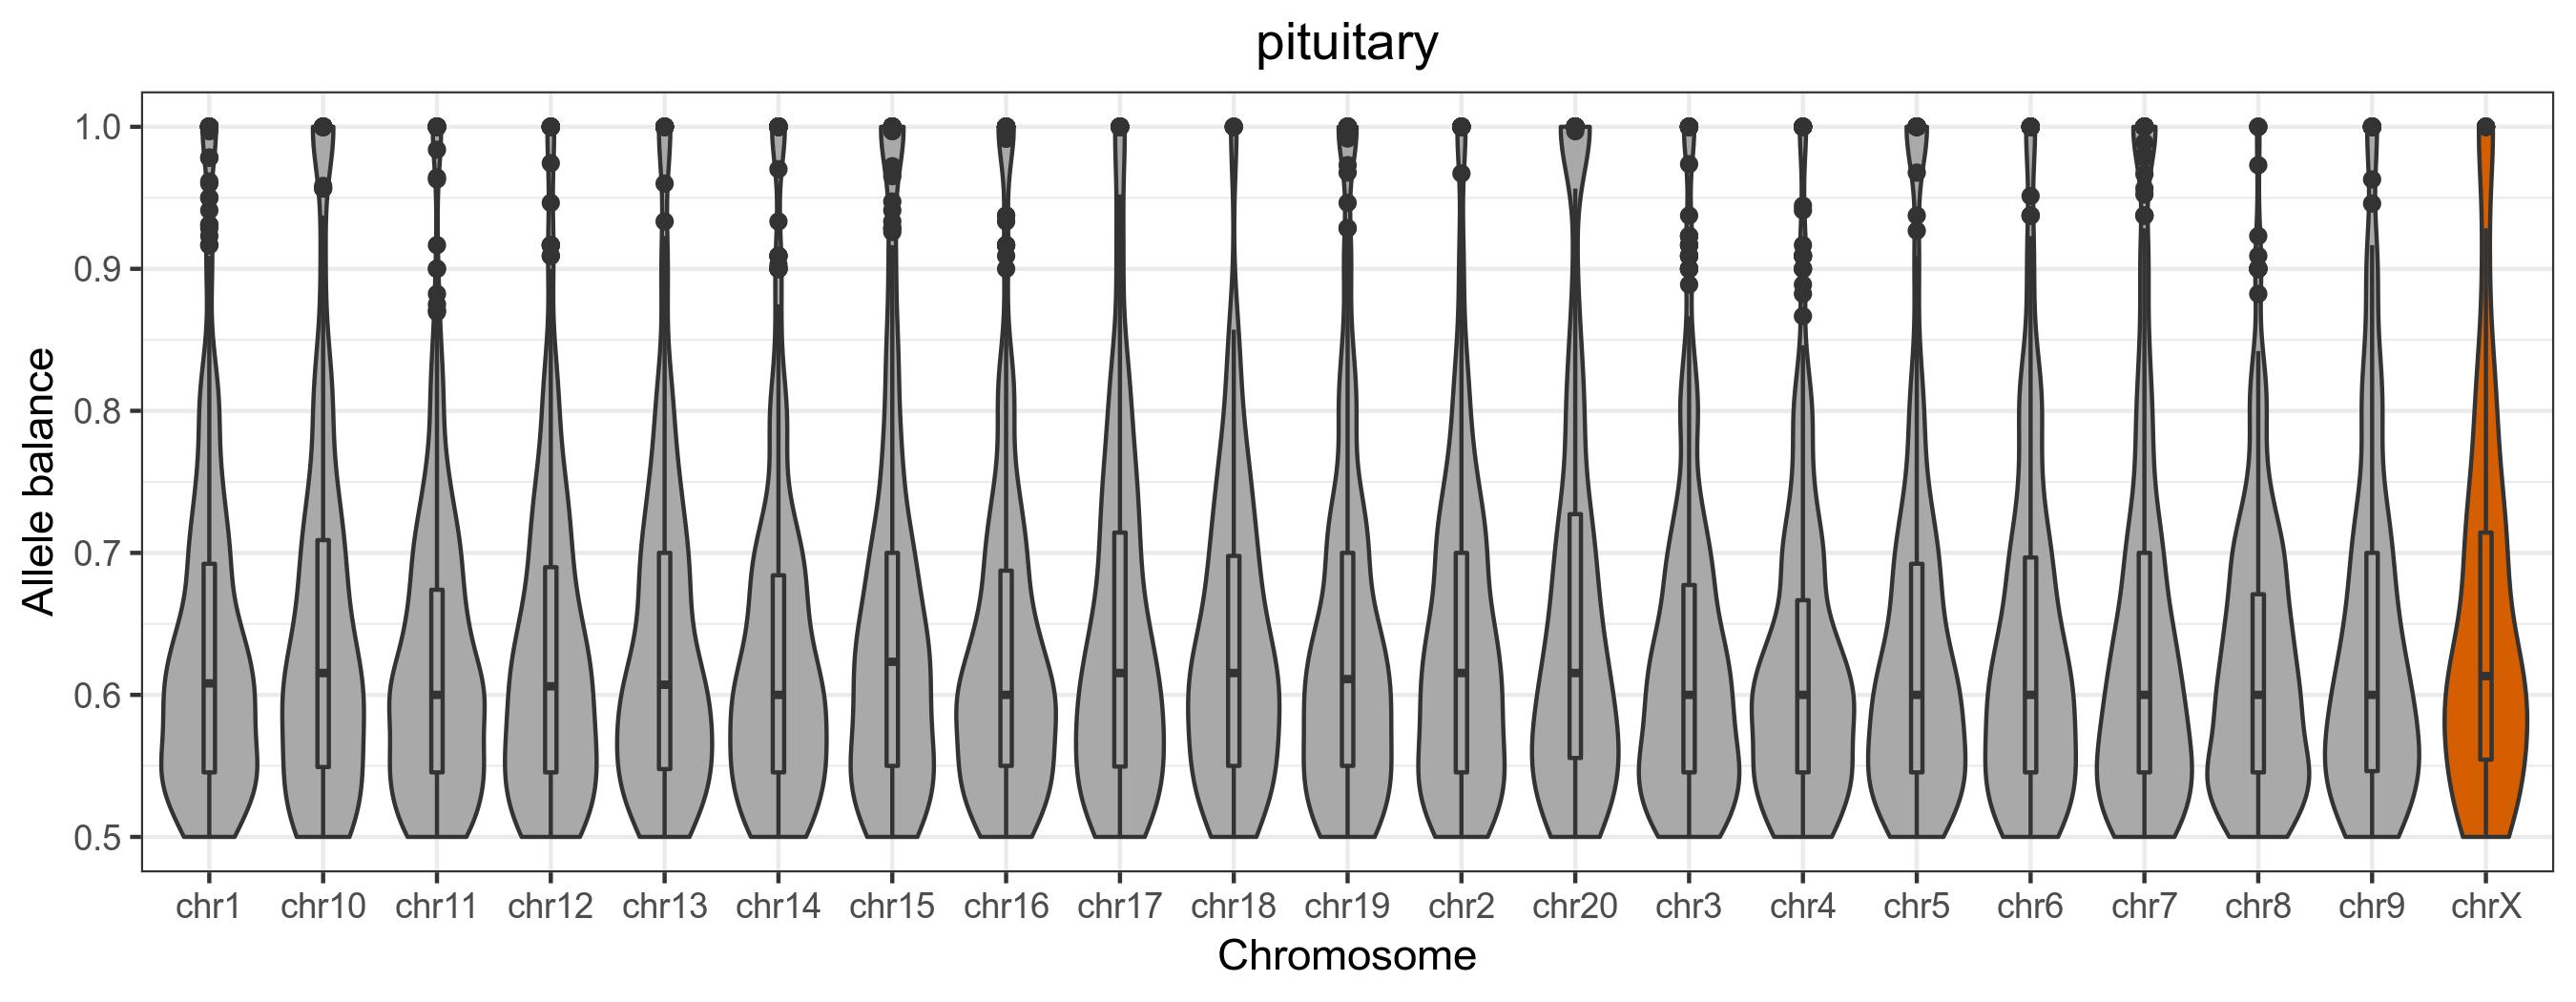 pituitary
Allele balance
1.0
0.9
0.8
0.7
0.6
0.5
chr1 chr10 chr11 chr12 chr13 chr14 chr15 chr16 chr17 chr18 chr19 chr2 chr20 chr3 chr4 chr5 chr6 chr7 chr8 chr9 chrX
Chromosome